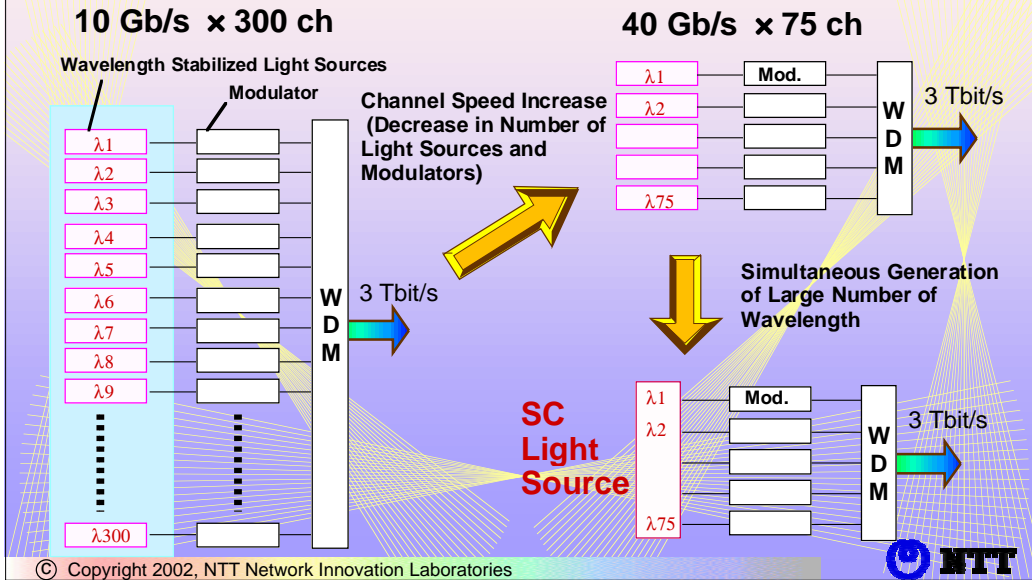 10 Gb/s × 300 ch
Wavelength Stabilized Light Sources
Modulator
λ1
λ2
λ3
λ4
λ5
λ6
λ7
λ8
λ9
λ300
W
D
M
3 Tbit/s
Channel Speed Increase
(Decrease in Number of
Light Sources and
Modulators)
40 Gb/s × 75 ch
λ1
Mod.
λ2
λ75
W
D
M
3 Tbit/s
Simultaneous Generation
of Large Number of
Wavelength
SC
Light
Source
λ1
Mod.
λ2
λ75
W
D
M
3 Tbit/s
© Copyright 2002, NTT Network Innovation Laboratories
NTT